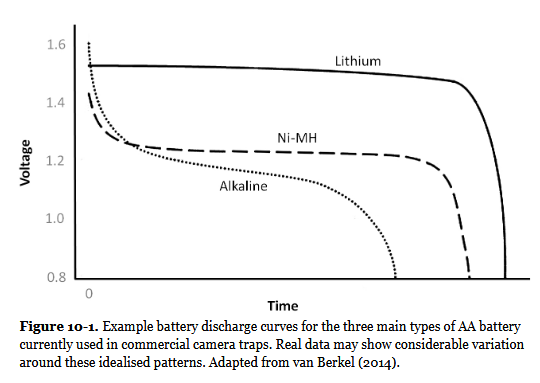 1.6
Lithium
1.4
Ni-MH
1.2
Alkaline
Voltage
1.0
0.8
0
Time
Figure 10-1. Example battery discharge curves for the three main types of AA battery
currently used in commercial camera traps. Real data may show considerable variation
around these idealised patterns. Adapted from van Berkel (2014).